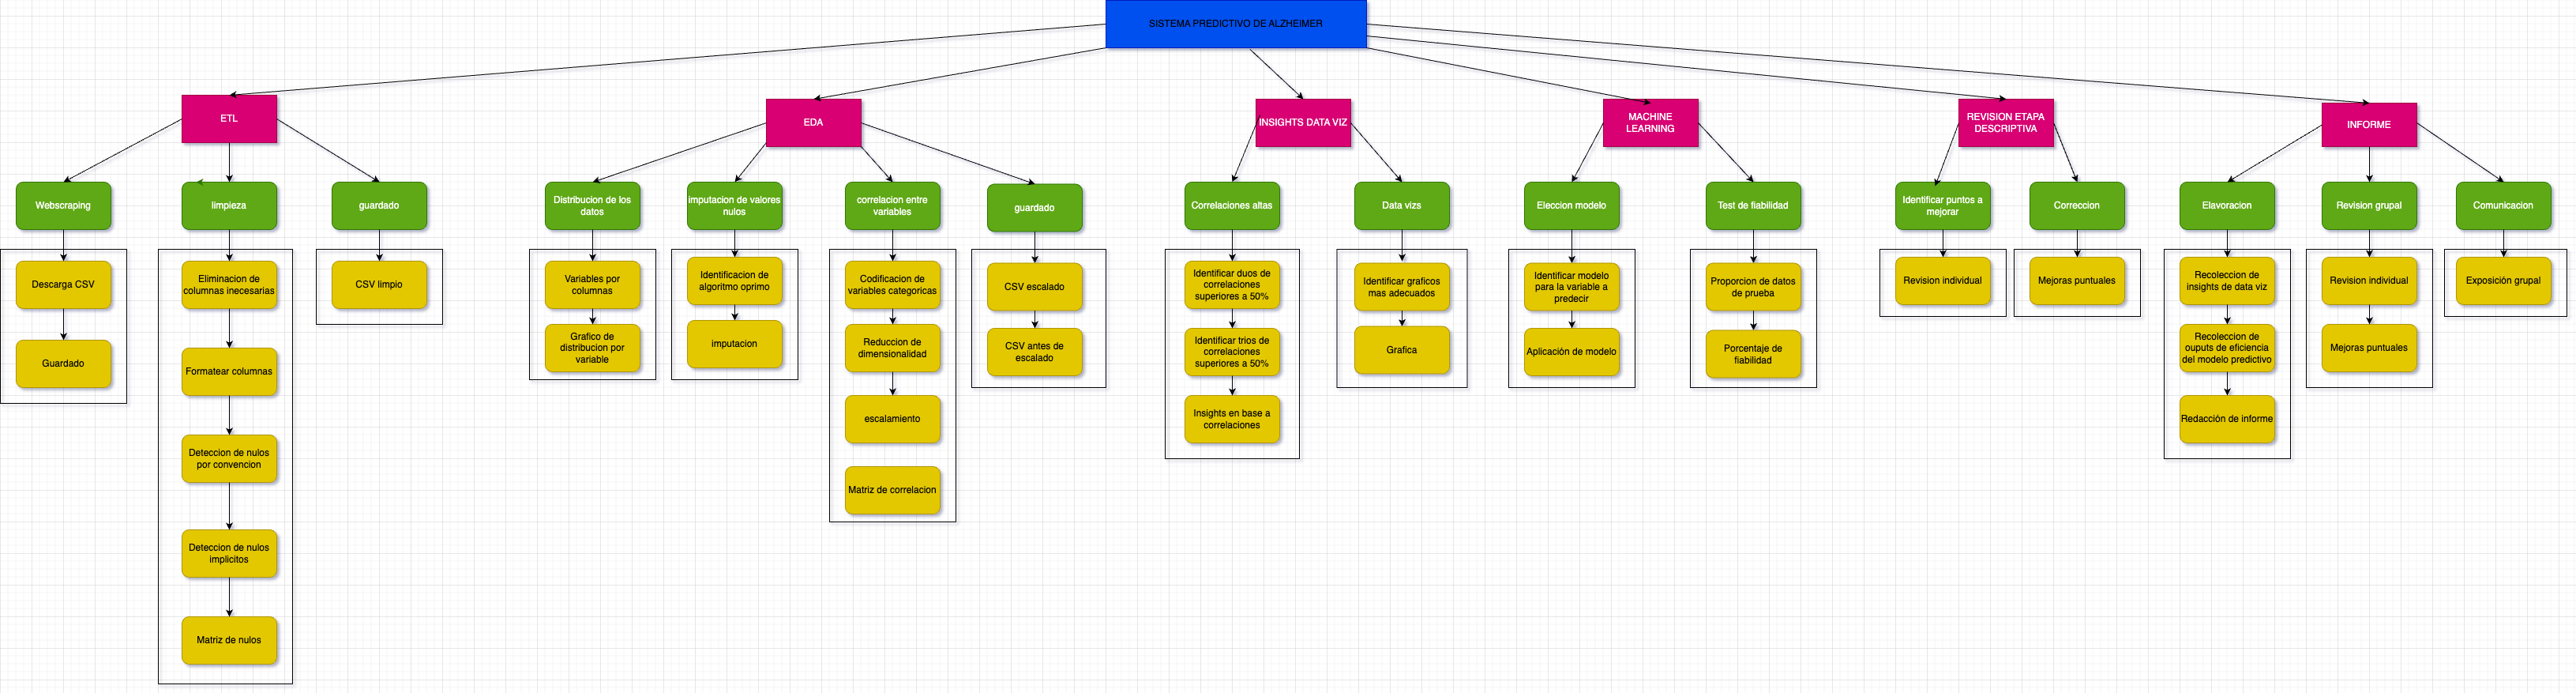 SISTEMA PREDICTIVO DE ALZHEIMER
ETL
EDA
INSIGHTS DATA VIZ
MACHINE
LEARNING
REVISION ETAPA
DESCRIPTIVA
INFORME
Webscraping
limpieza
guardado
Distribucion de los
datos
imputacion de valores
nulos
correlacion entre
variables
guardado
Correlaciones altas
Data vizs
Eleccion modelo
Test de fiabilidad
Identificar puntos a
mejorar
Correccion
Elavoracion
Revision grupal
Comunicacion
Descarga CSV
Guardado
Eliminacion de
columnas inecesarias
Formatear columnas
Deteccion de nulos
por convencion
Deteccion de nulos
implicitos
Matriz de nulos
CSV limpio
Variables por
columnas
Grafico de
distribucion por
variable
Identificacion de
algoritmo oprimo
imputacion
Codificacion de
variables categoricas
Reduccion de
dimensionalidad
escalamiento
Matriz de correlacion
CSV escalado
CSV antes de
escalado
Identificar duos de
correlaciones
superiores a 50%
Identificar trios de
correlaciones
superiores a 50%
Insights en base a
correlaciones
Identificar graficos
mas adecuados
Grafica
Identificar modelo
para la variable a
predecir
Aplicación de modelo
Proporcion de datos
de prueba
Porcentaje de
fiabilidad
Revision individual
Mejoras puntuales
Recoleccion de
insights de data viz
Recoleccion de
ouputs de eficiencia
del modelo predictivo
Redacción de informe
Revision individual
Mejoras puntuales
Exposición grupal